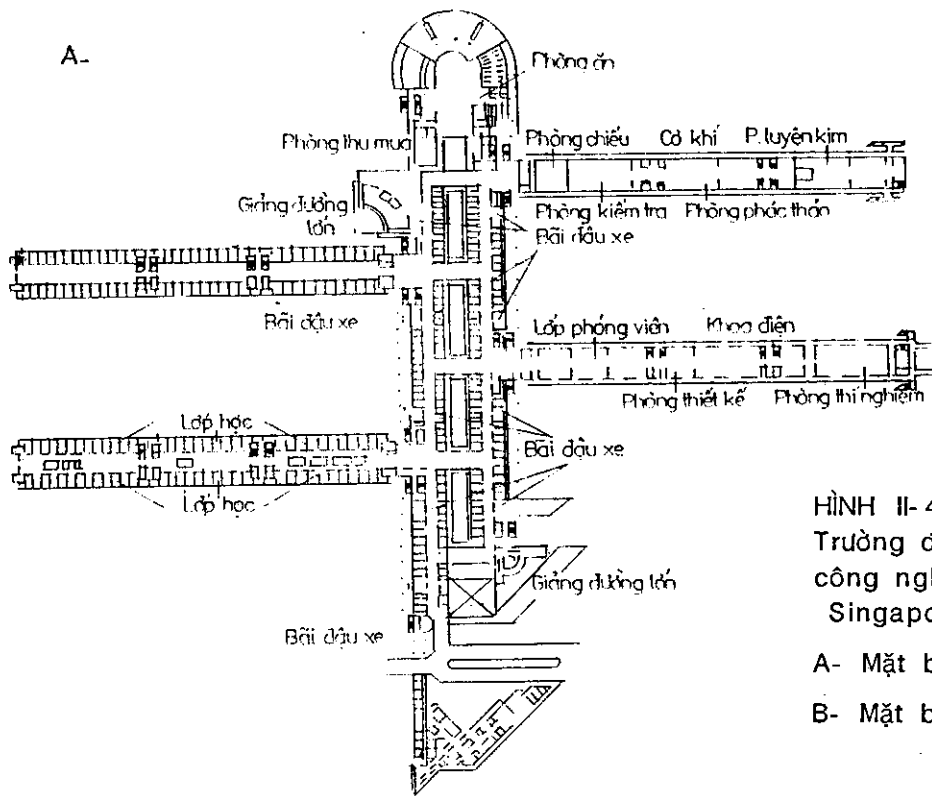 A-
Phòng ăn
Phòng thu mua
Phòng chiếu Cơ khí P. luyện kim
Giảng đường lớn
Phòng kiểm tra Phòng phác thảo
Bãi đậu xe
Bãi đậu xe
Lớp phóng viên Khoa điện
Phòng thiết kế Phòng thí nghiệm
Lớp học
Bãi đậu xe
Lớp học
HÌNH II-4
Trường đ
công ngh
Singapo
Giảng đường lớn
Bãi đậu xe
A- Mặt b
B- Mặt b